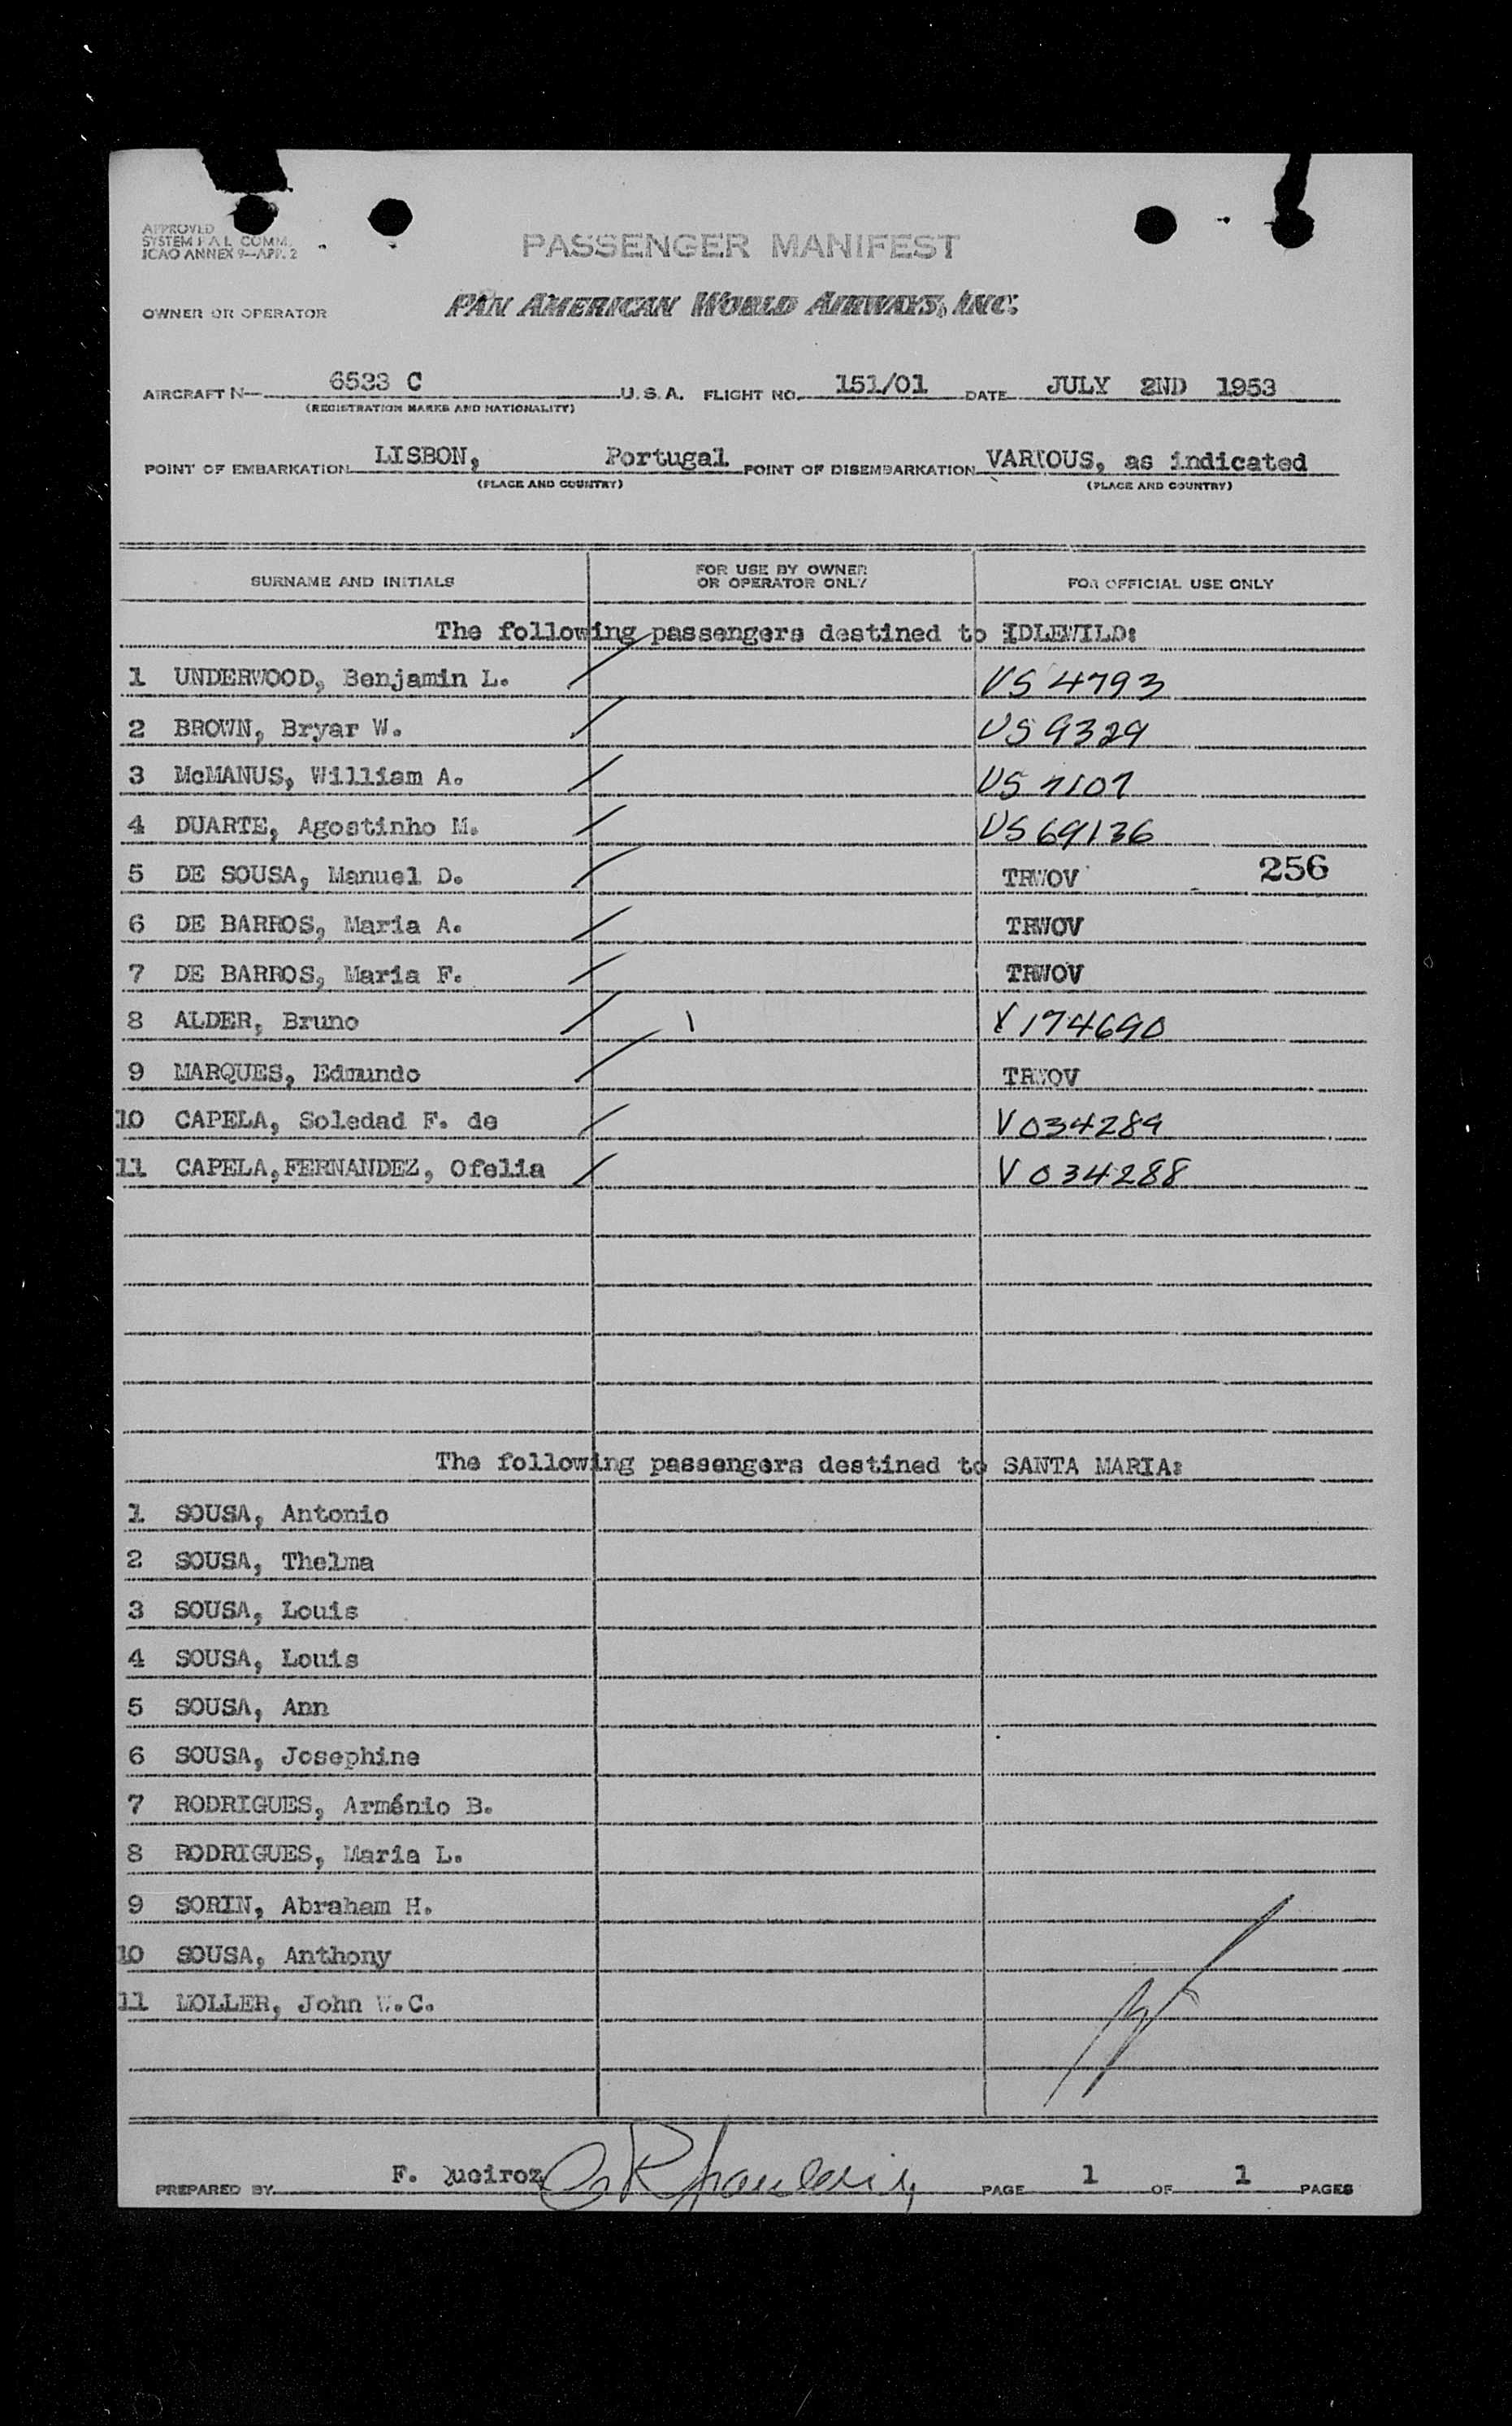 APPROVED
SYSTEM F A L COMM.
ICAO ANNEX 9—APP. 2
PASSENGER MANIFEST
OWNER OR OPERATOR PAN AMERICAN WORLD AIRWAYS, INC.
AIRCRAFT N— 6523 C U. S. A. FLIGHT NO. 151/01 DATE JULY 2ND 1953
(REGISTRATION MARKS AND NATIONALITY)
POINT OF EMBARKATION LISBON, Portugal POINT OF DISEMBARKATION VARIOUS, as indicated
(PLACE AND COUNTRY) (PLACE AND COUNTRY)
SURNAME AND INITIALS FOR USE BY OWNER OR OPERATOR ONLY FOR OFFICIAL USE ONLY
The following passengers destined to IDLEWILD:
1 UNDERWOOD, Benjamin L. / US 4793
2 BROWN, Bryar W. / US 9329
3 McMANUS, William A. / US 7107
4 DUARTE, Agostinho M. / US 69136
5 DE SOUSA, Manuel D. / TRWOV 256
6 DE BARROS, Maria A. / TRWOV
7 DE BARROS, Maria F. / TRWOV
8 ALDER, Bruno / \ V 174690
9 MARQUES, Edmundo / TRWOV
10 CAPELA, Soledad F. de / V 034289
11 CAPELA,FERNANDEZ, Ofelia / V 034288
The following passengers destined to SANTA MARIA:
1 SOUSA, Antonio
2 SOUSA, Thelma
3 SOUSA, Louis
4 SOUSA, Louis
5 SOUSA, Ann
6 SOUSA, Josephine
7 RODRIGUES, Arménio B.
8 RODRIGUES, Maria L.
9 SORIN, Abraham H.
10 SOUSA, Anthony
11 MOLLER, John W.C.
PREPARED BY F. Queiroz PAGE 1 OF 1 PAGES